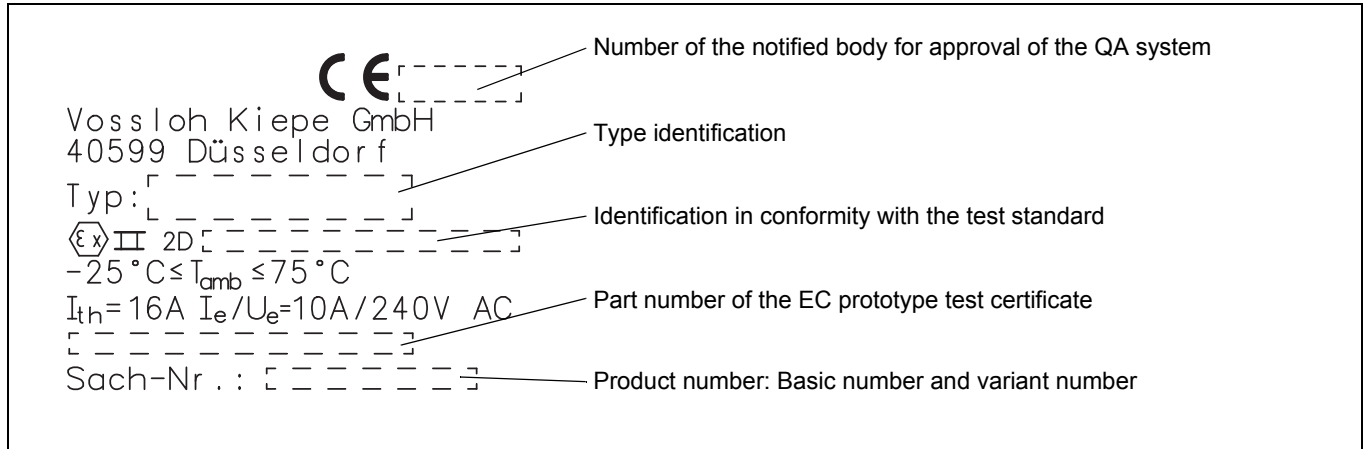 Number of the notified body for approval of the QA system
CE
Vossloh Kiepe GmbH
40599 Düsseldorf
Type identification
Typ:
Identification in conformity with the test standard
Ex II 2D
-25°C≤Tamb≤75°C
Part number of the EC prototype test certificate
Ith=16A Ie/Ue=10A/240V AC
Sach-Nr.:
Product number: Basic number and variant number